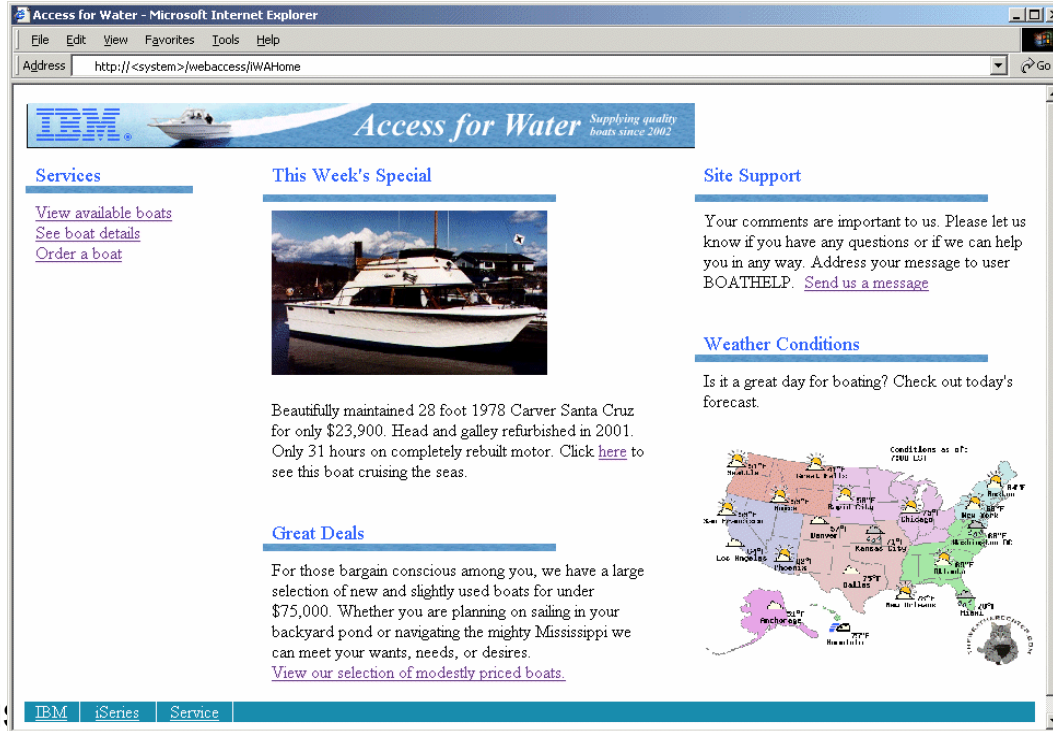 Access for Water - Microsoft Internet Explorer
File Edit View Favorites Tools Help
Address http://<system>/webaccess/iWAHome Go
IBM. Access for Water Supplying quality
boats since 2002
Services
View available boats
See boat details
Order a boat
This Week's Special
Beautifully maintained 28 foot 1978 Carver Santa Cruz
for only $23,900. Head and galley refurbished in 2001.
Only 31 hours on completely rebuilt motor. Click here to
see this boat cruising the seas.
Great Deals
For those bargain conscious among you, we have a large
selection of new and slightly used boats for under
$75,000. Whether you are planning on sailing in your
backyard pond or navigating the mighty Mississippi we
can meet your wants, needs, or desires.
View our selection of modestly priced boats.
Site Support
Your comments are important to us. Please let us
know if you have any questions or if we can help
you in any way. Address your message to user
BOATHELP. Send us a message
Weather Conditions
Is it a great day for boating? Check out today's
forecast.
Conditions as of:
Seattle
Great Falls
Boise
Rapid City
San Francisco
Denver
Kansas City
Chicago
New York
Boston
Washington DC
Los Angeles
Phoenix
Dallas
Atlanta
New Orleans
Miami
Anchorage
Honolulu
IBM iSeries Service